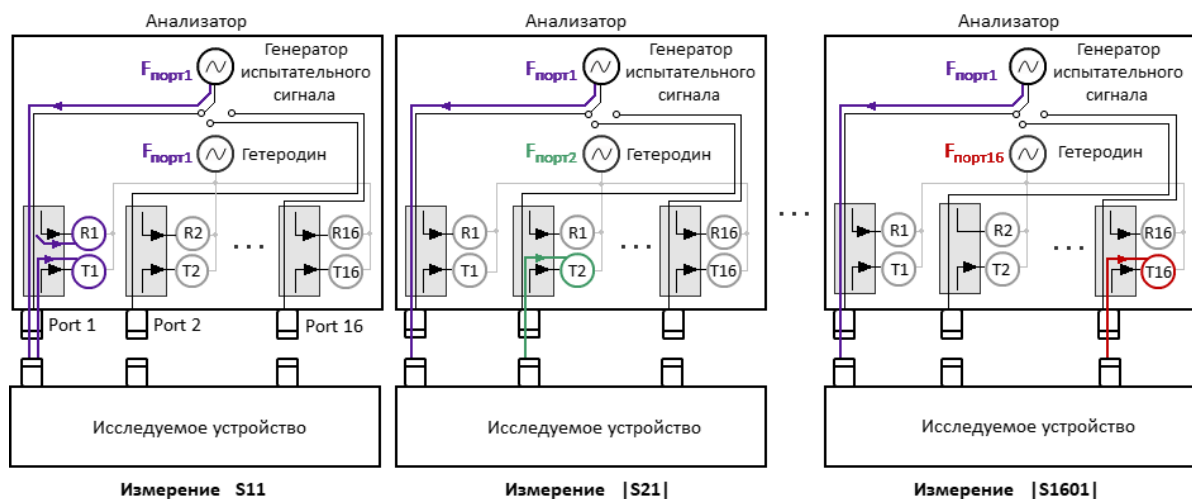 Анализатор
Fпорт1
Генератор
испытательного
сигнала
Fпорт1
Гетеродин
R1
R2
R16
T1
T2
T16
...
Port 1
Port 2
Port 16
Исследуемое устройство
Измерение S11
Анализатор
Fпорт1
Генератор
испытательного
сигнала
Fпорт2
Гетеродин
R1
R2
R16
T1
T2
T16
...
Исследуемое устройство
Измерение |S21|
...
Анализатор
Fпорт1
Генератор
испытательного
сигнала
Fпорт16
Гетеродин
R1
R2
R16
T1
T2
T16
...
Исследуемое устройство
Измерение |S1601|